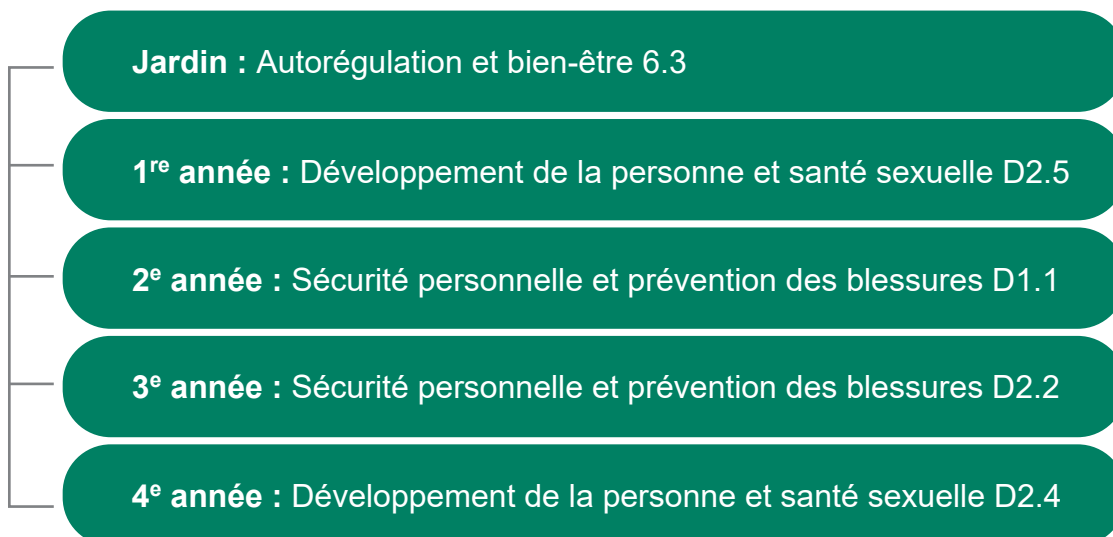 Jardin : Autorégulation et bien-être 6.3
1re année : Développement de la personne et santé sexuelle D2.5
2e année : Sécurité personnelle et prévention des blessures D1.1
3e année : Sécurité personnelle et prévention des blessures D2.2
4e année : Développement de la personne et santé sexuelle D2.4